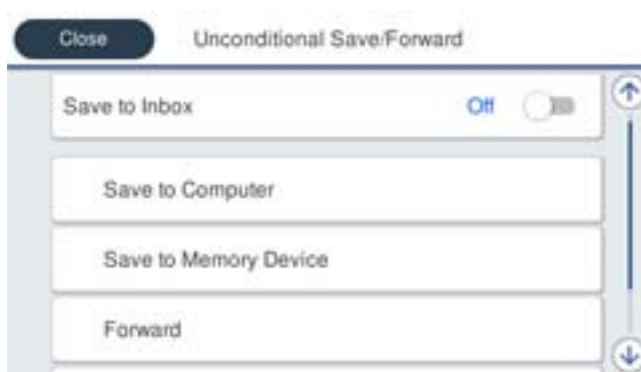 Close Unconditional Save/Forward
Save to Inbox Off
Save to Computer
Save to Memory Device
Forward